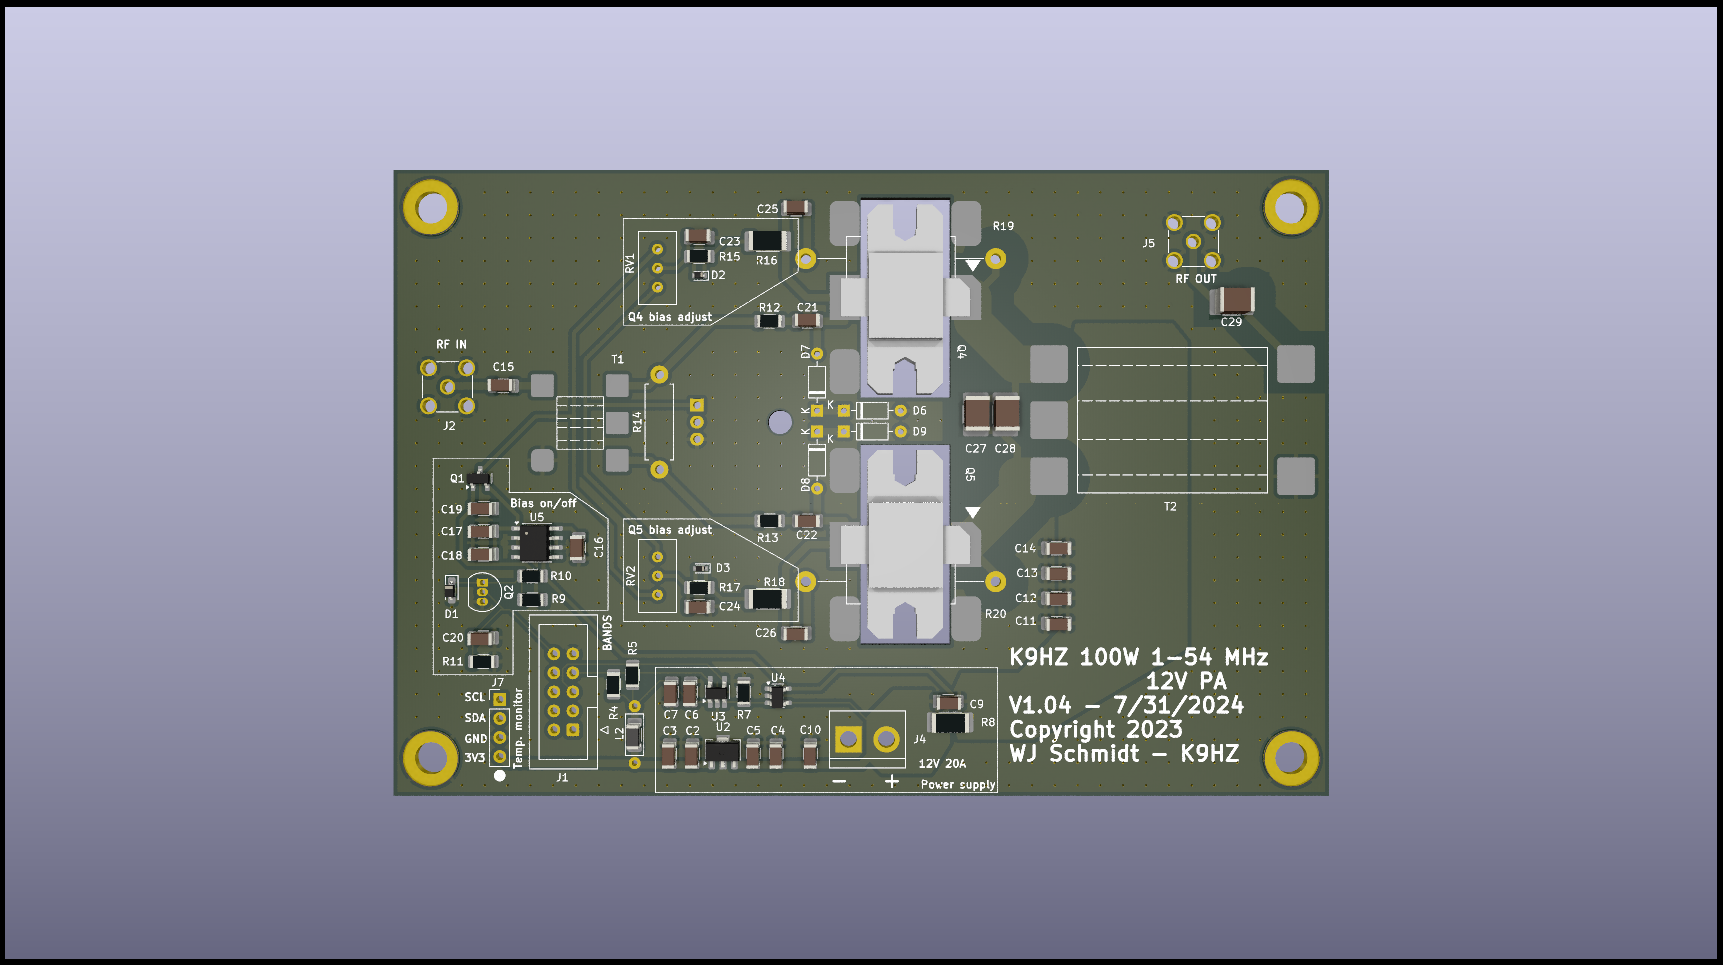 C25
R19
C23
RV1
R15
R16
D2
J5
RF OUT
Q4 bias adjust
R12
C21
C29
RF IN
T1
D7
Q4
C15
K
K
D6
J2
R14
K
K
D9
C27
C28
Q1
D8
Q5
T2
C19
Bias on/off
U5
C17
Q5 bias adjust
R13
C22
C18
C16
C14
R10
RV2
D3
C13
D1
Q2
R9
R17
R18
C24
C12
R20
C11
C20
BANDS
C26
R11
R5
K9HZ 100W 1-54 MHz
12V PA
V1.04 - 7/31/2024
Copyright 2023
WJ Schmidt - K9HZ
J7
SCL
SDA
GND
3V3
Temp. monitor
J1
R4
L2
U4
C7
C6
U3
R7
U2
C3
C2
C5
C4
C10
C9
R8
J4
12V 20A
- +
Power supply